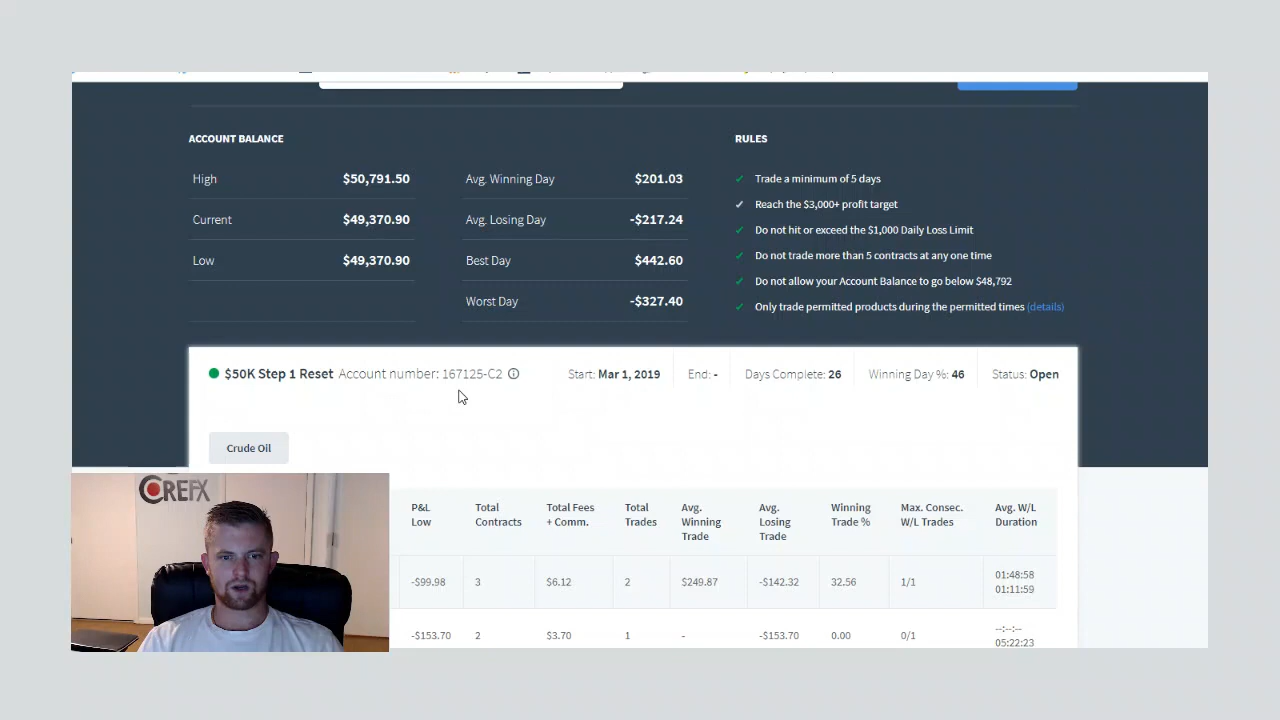 ACCOUNT BALANCE
High $50,791.50
Current $49,370.90
Low $49,370.90
Avg. Winning Day $201.03
Avg. Losing Day -$217.24
Best Day $442.60
Worst Day -$327.40
RULES
✓ Trade a minimum of 5 days
✓ Reach the $3,000+ profit target
✓ Do not hit or exceed the $1,000 Daily Loss Limit
✓ Do not trade more than 5 contracts at any one time
✓ Do not allow your Account Balance to go below $48,792
✓ Only trade permitted products during the permitted times (details)
$50K Step 1 Reset Account number: 167125-C2 Start: Mar 1, 2019 End: - Days Complete: 26 Winning Day %: 46 Status: Open
Crude Oil
P&L Low
Total Contracts
Total Fees + Comm.
Total Trades
Avg. Winning Trade
Avg. Losing Trade
Winning Trade %
Max. Consec. W/L Trades
Avg. W/L Duration
-$99.98 3 $6.12 2 $249.87 -$142.32 32.56 1/1 01:48:58
01:11:59
-$153.70 2 $3.70 1 - -$153.70 0.00 0/1 --:--:--
05:22:23
COREFX